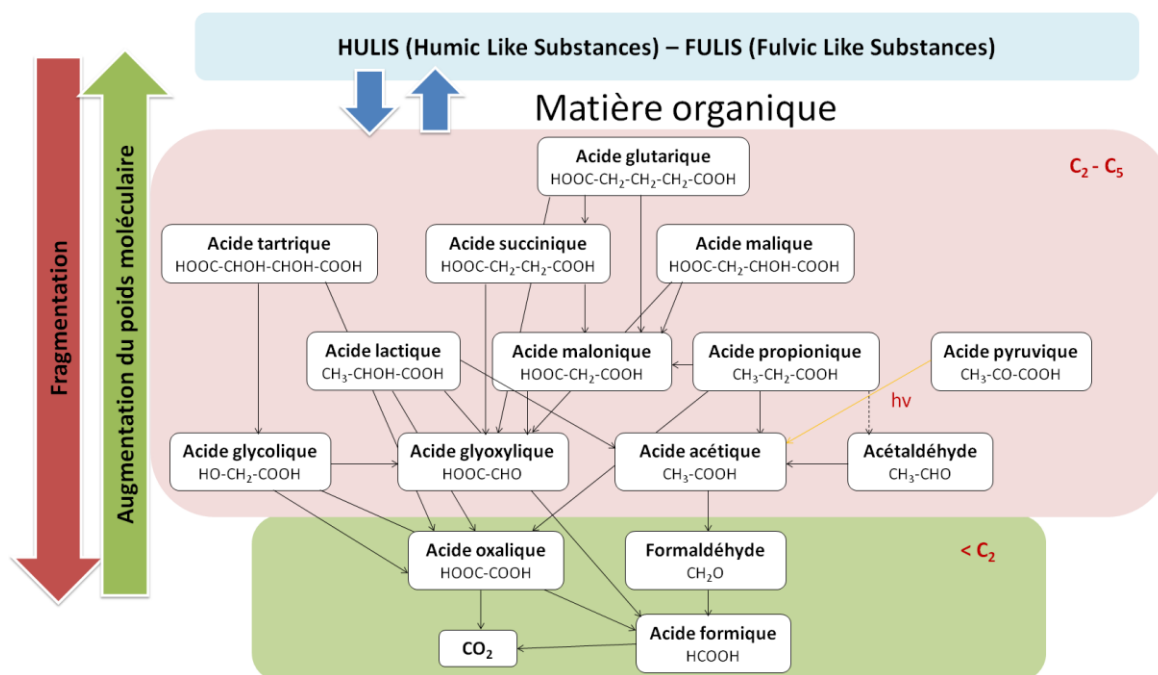 HULIS (Humic Like Substances) – FULIS (Fulvic Like Substances)
Fragmentation
Augmentation du poids moléculaire
Matière organique
C₂ - C₅
Acide glutarique
HOOC-CH₂-CH₂-CH₂-COOH
Acide tartrique
HOOC-CHOH-CHOH-COOH
Acide succinique
HOOC-CH₂-CH₂-COOH
Acide malique
HOOC-CH₂-CHOH-COOH
Acide lactique
CH₃-CHOH-COOH
Acide malonique
HOOC-CH₂-COOH
Acide propionique
CH₃-CH₂-COOH
Acide pyruvique
CH₃-CO-COOH
hν
Acide glycolique
HO-CH₂-COOH
Acide glyoxylique
HOOC-CHO
Acide acétique
CH₃-COOH
Acétaldéhyde
CH₃-CHO
< C₂
Acide oxalique
HOOC-COOH
Formaldéhyde
CH₂O
CO₂
Acide formique
HCOOH